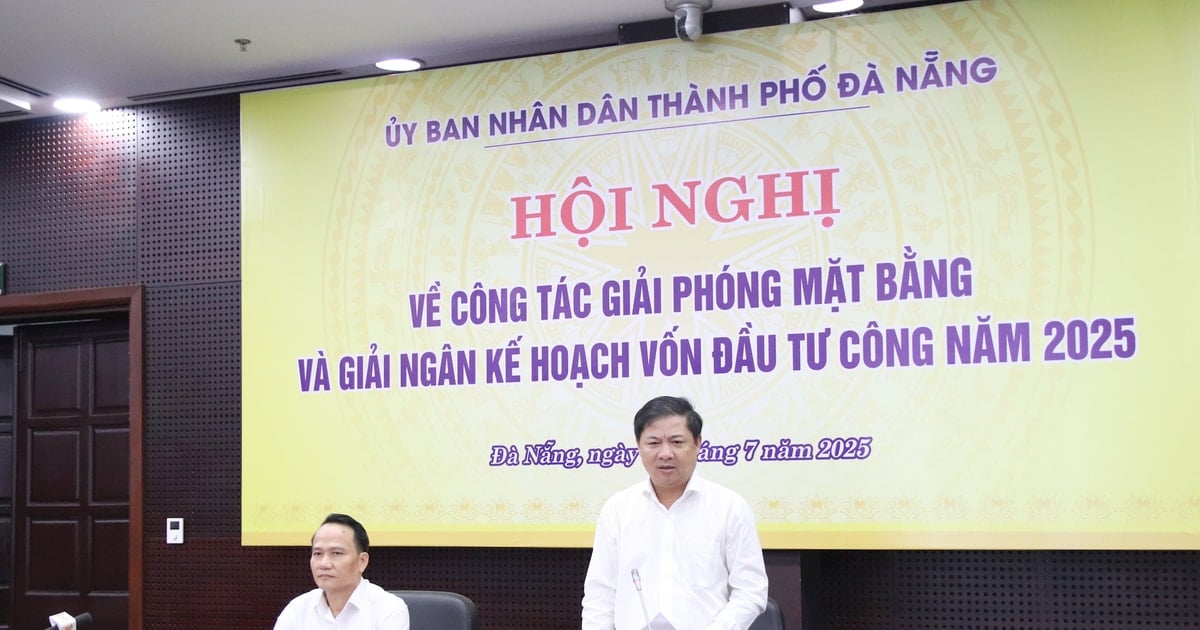 ỦY BAN NHÂN DÂN THÀNH PHỐ ĐÀ NẴNG
HỘI NGHỊ
VỀ CÔNG TÁC GIẢI PHÓNG MẶT BẰNG
VÀ GIẢI NGÂN KẾ HOẠCH VỐN ĐẦU TƯ CÔNG NĂM 2025
Đà Nẵng, ngày 7 năm 2025